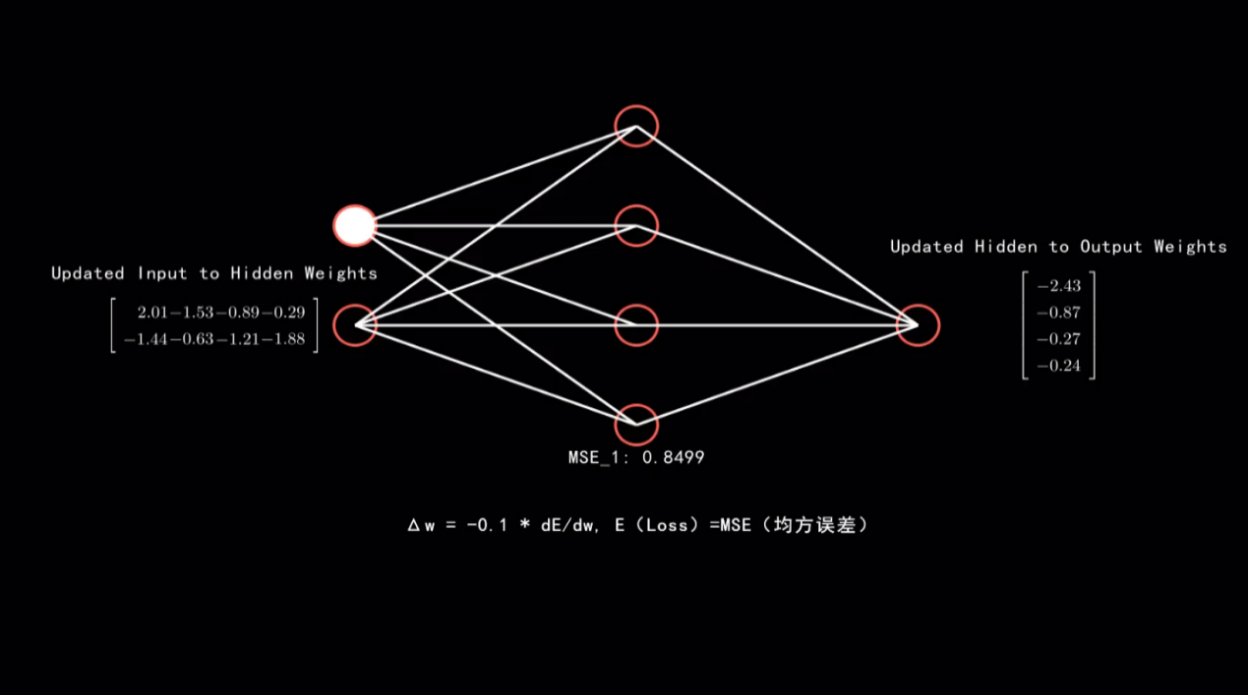 Updated Input to Hidden Weights
2.01−1.53−0.89−0.29
−1.44−0.63−1.21−1.88
Updated Hidden to Output Weights
−2.43
−0.87
−0.27
−0.24
MSE_1: 0.8499
Δw = -0.1 * dE/dw, E（Loss）=MSE（均方误差）